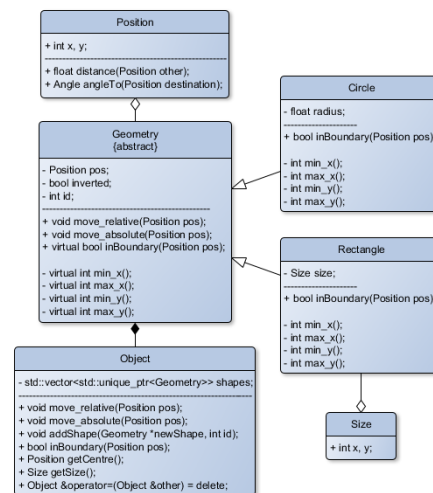 Position
+ int x, y;
+ float distance(Position other);
+ Angle angleTo(Position destination);
Geometry
{abstract}
- Position pos;
- bool inverted;
- int id;
+ void move_relative(Position pos);
+ void move_absolute(Position pos);
+ virtual bool inBoundary(Position pos);
- virtual int min_x();
- virtual int max_x();
- virtual int min_y();
- virtual int max_y();
Object
- std::vector<std::unique_ptr<Geometry>> shapes;
+ void move_relative(Position pos);
+ void move_absolute(Position pos);
+ void addShape(Geometry *newShape, int id);
+ bool inBoundary(Position pos);
+ Position getCentre();
+ Size getSize();
+ Object &operator=(Object &other) = delete;
Circle
- float radius;
+ bool inBoundary(Position pos)
- int min_x();
- int max_x();
- int min_y();
- int max_y();
Rectangle
- Size size;
+ bool inBoundary(Position pos)
- int min_x();
- int max_x();
- int min_y();
- int max_y();
Size
+ int x, y;